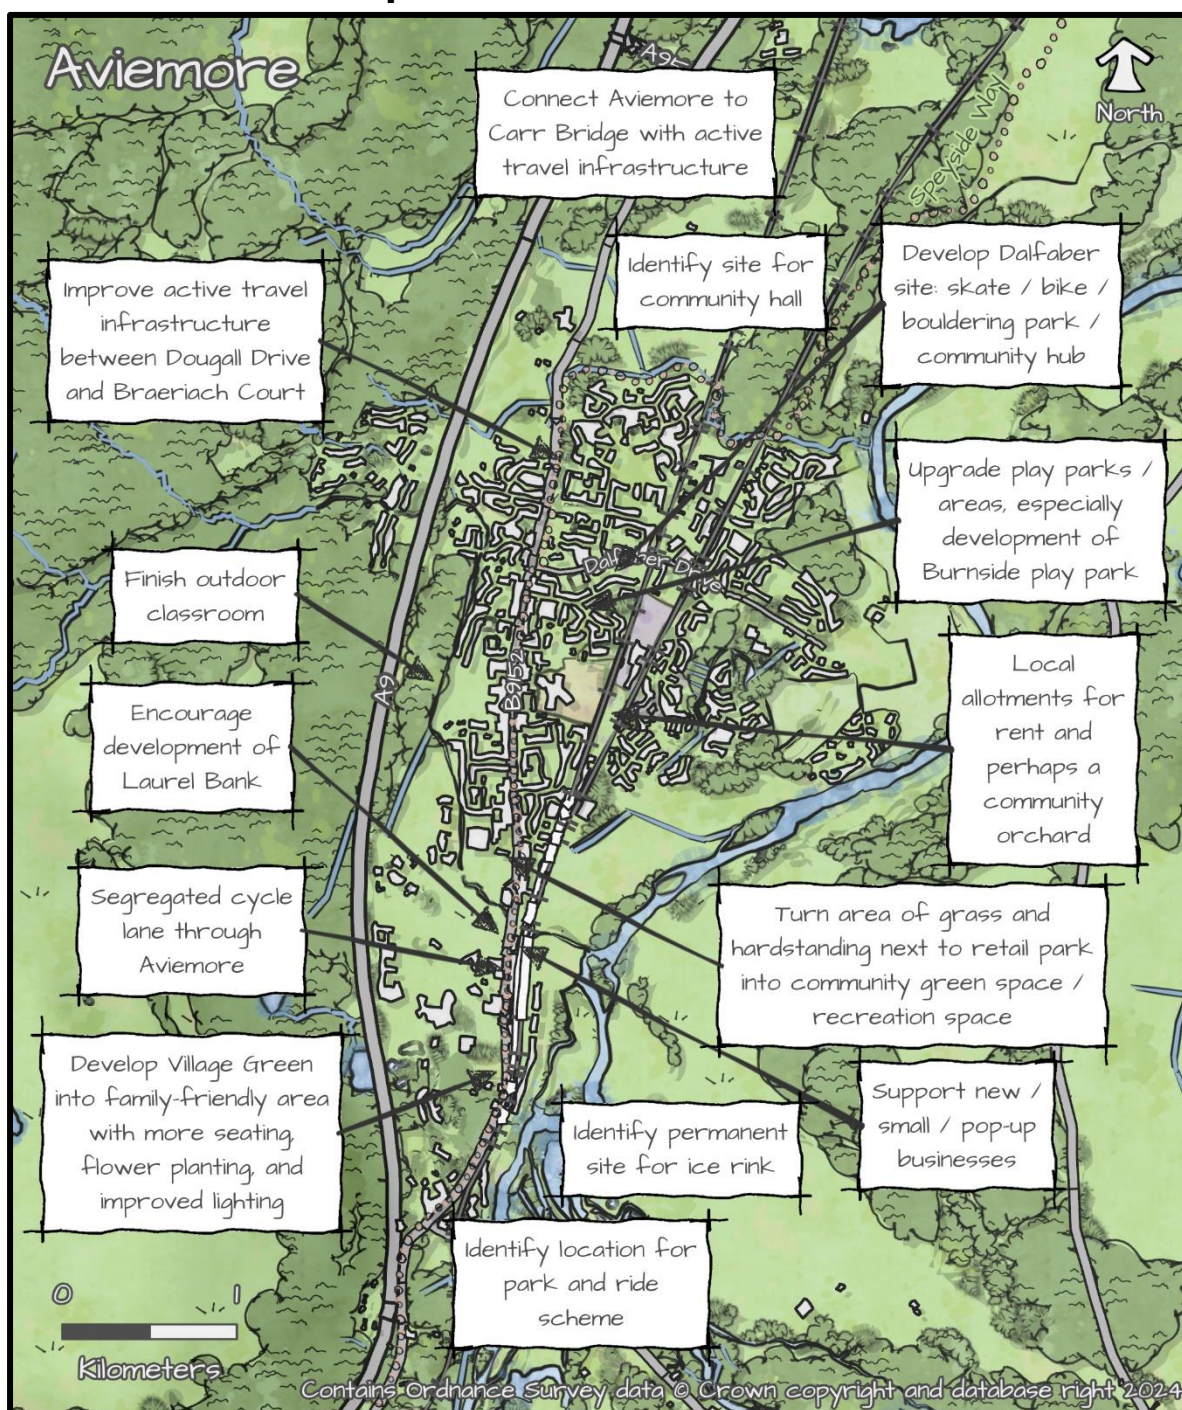 Aviemore
A95
North
Speyside Way
Connect Aviemore to
Carr Bridge with active
travel infrastructure
Identify site for
community hall
Develop Dalfaber
site: skate / bike /
bouldering park /
community hub
Improve active travel
infrastructure
between Dougall Drive
and Braeriach Court
Upgrade play parks /
areas, especially
development of
Burnside play park
Dalfaber Drive
Finish outdoor
classroom
A9
B9152
Local
allotments for
rent and
perhaps a
community
orchard
Encourage
development of
Laurel Bank
Segregated cycle
lane through
Aviemore
Turn area of grass and
hardstanding next to retail park
into community green space /
recreation space
Develop Village Green
into family-friendly area
with more seating,
flower planting, and
improved lighting
Support new /
small / pop-up
businesses
Identify permanent
site for ice rink
Identify location for
park and ride
scheme
0 1
Kilometers
Contains Ordnance Survey data © Crown copyright and database right 2024